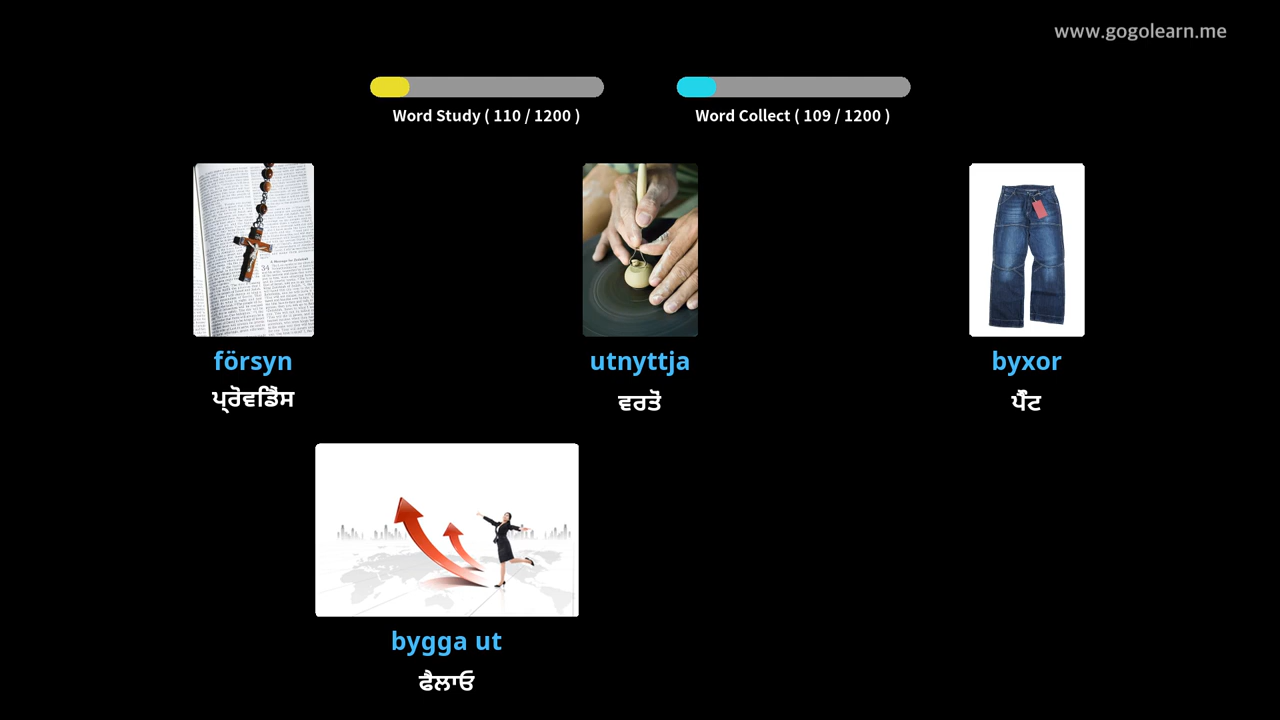 www.gogolearn.me
Word Study ( 110 / 1200 )
Word Collect ( 109 / 1200 )
försyn
ਪ੍ਰੋਵਡਿੈਂਸ
utnyttja
ਵਰਤੋਂ
byxor
ਪੈਂਟ
bygga ut
ਫੈਲਾਓ